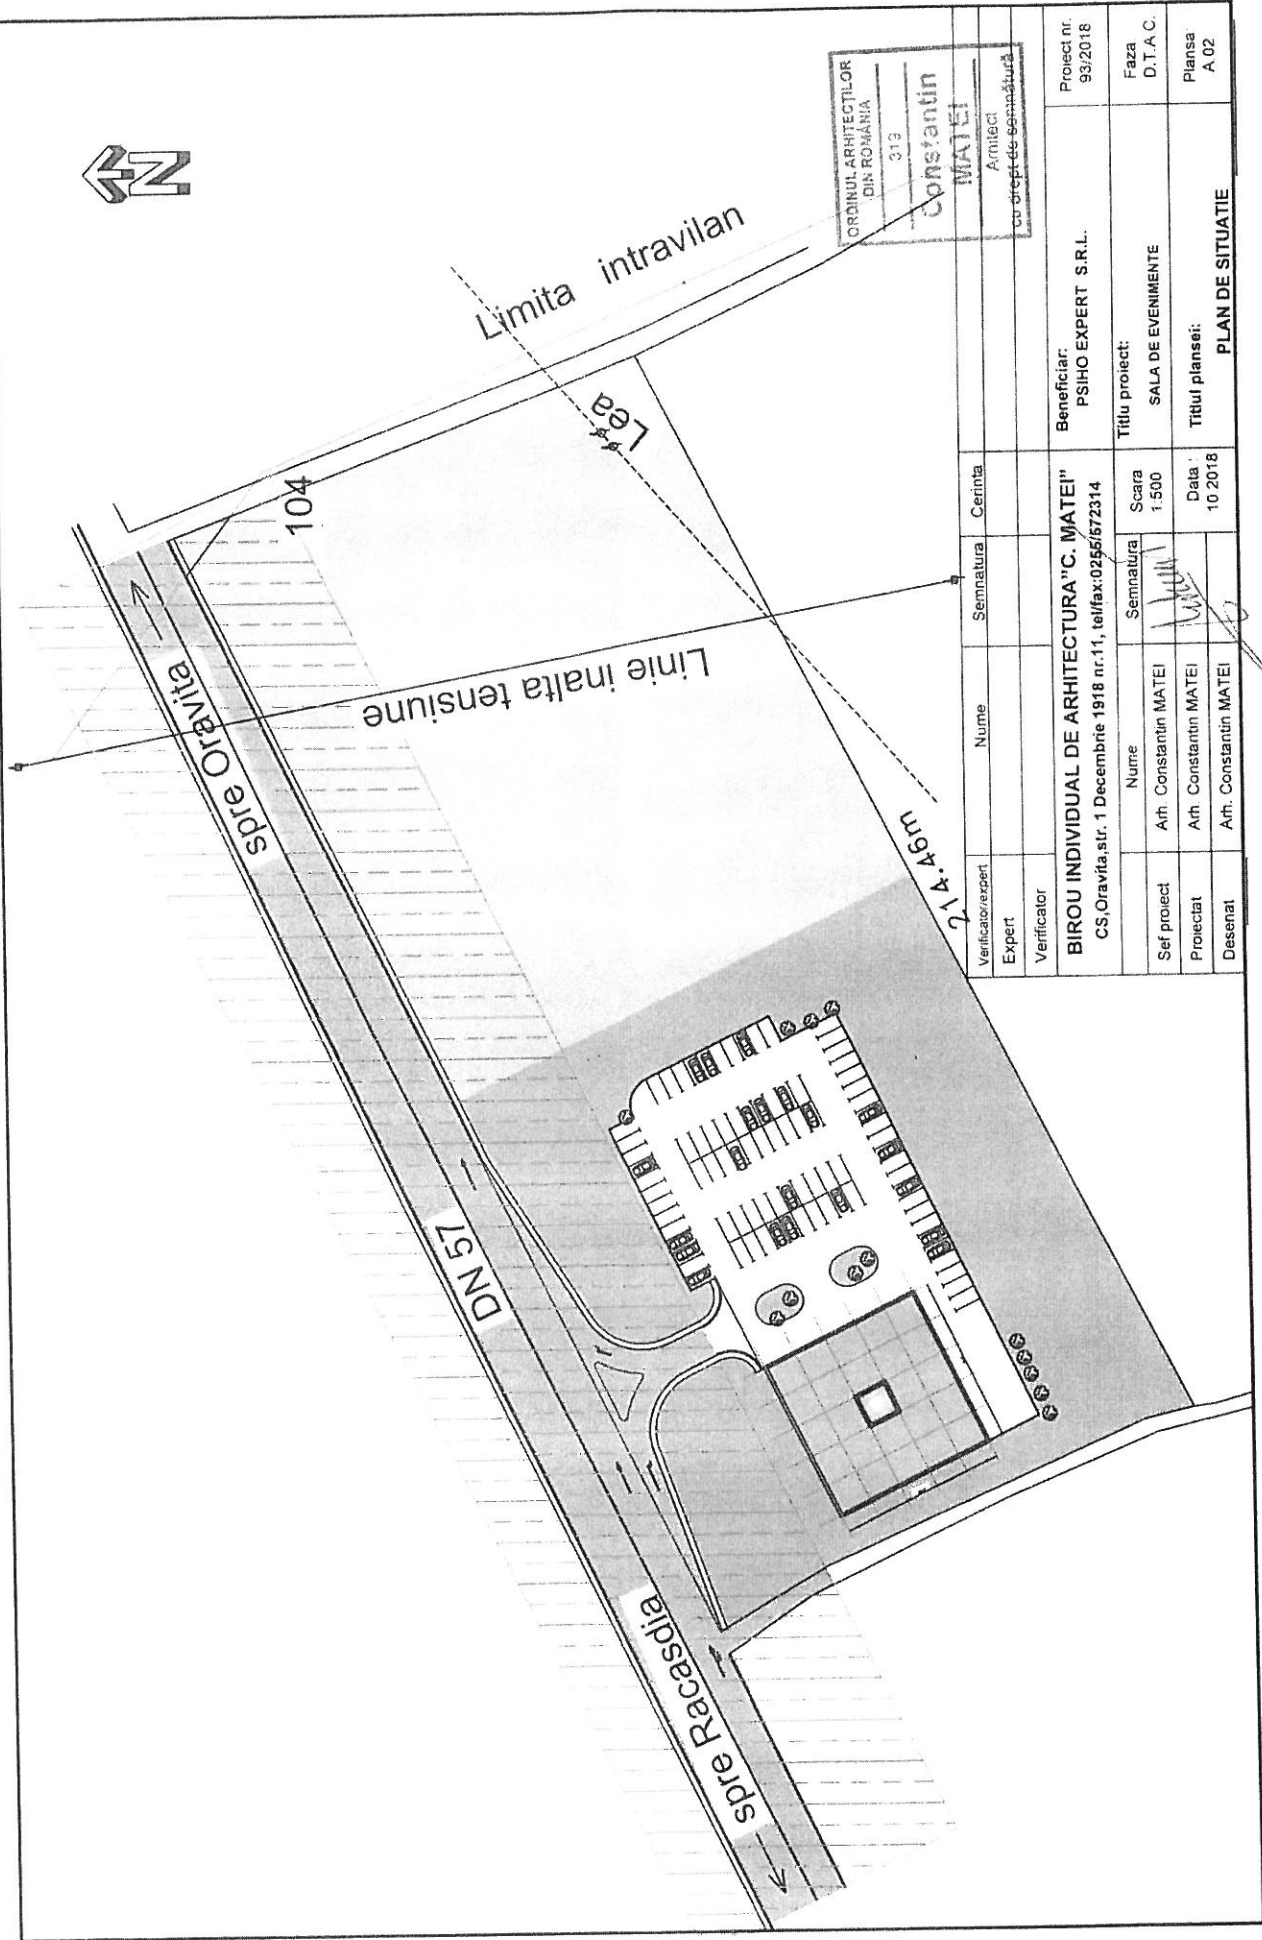 N
ORDINUL ARHITECȚILOR
DIN ROMÂNIA
319
Constantin
MATEI
Arhitect
cu drept de semnătură
Limita intravilan
Lea
104
Linie inalta tensiune
spre Oravita
DN 57
spre Racasdia
214.46m
Verificator/expert Nume Semnatura Cerinta
Expert
Verificator
BIROU INDIVIDUAL DE ARHITECTURA"C. MATEI"
CS,Oravita,str. 1 Decembrie 1918 nr.11, tel/fax:0255/572314
Beneficiar:
PSIHO EXPERT S.R.L.
Proiect nr.
93/2018
Nume Semnatura
Sef proiect Arh. Constantin MATEI
Proiectat Arh. Constantin MATEI
Desenat Arh. Constantin MATEI
Scara
1:500
Data :
10 2018
Titlu proiect:
SALA DE EVENIMENTE
Faza
D.T.A.C.
Titlul plansei:
PLAN DE SITUATIE
Plansa
A.02